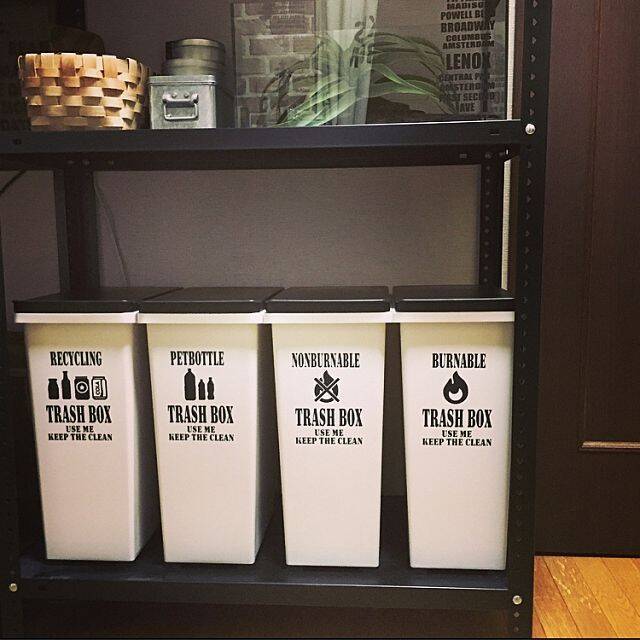 MADISON
POWELL
BROADWAY
COLUMBUS
AMSTERDAM
LENOX
CENTRAL
AMSTERDAM
SECOND
RECYCLING
TRASH BOX
USE ME
KEEP THE CLEAN
PETBOTTLE
TRASH BOX
USE ME
KEEP THE CLEAN
NONBURNABLE
TRASH BOX
USE ME
KEEP THE CLEAN
BURNABLE
TRASH BOX
USE ME
KEEP THE CLEAN